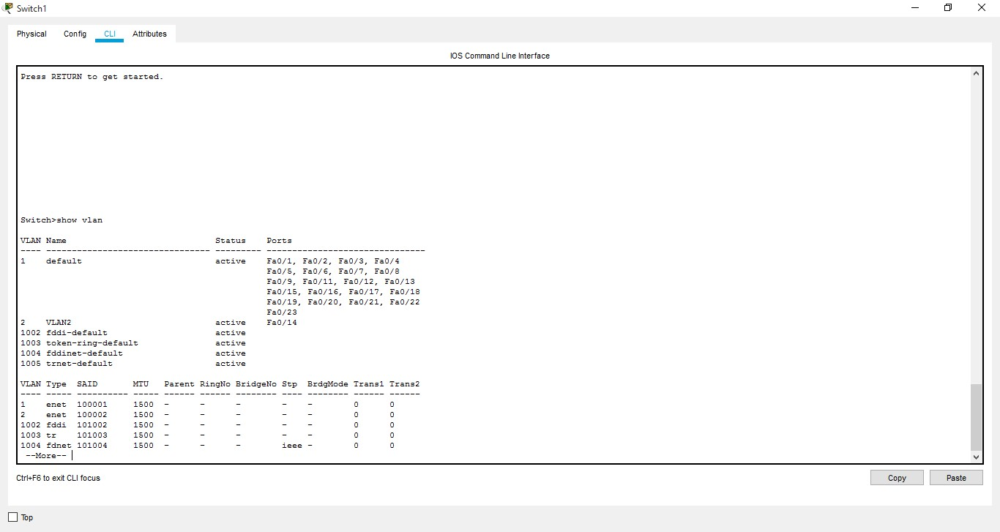 Switch1
Physical Config CLI Attributes
IOS Command Line Interface
Press RETURN to get started.
Switch>show vlan
VLAN Name                             Status    Ports
---- -------------------------------- --------- -------------------------------
1    default                          active    Fa0/1, Fa0/2, Fa0/3, Fa0/4
                                                Fa0/5, Fa0/6, Fa0/7, Fa0/8
                                                Fa0/9, Fa0/11, Fa0/12, Fa0/13
                                                Fa0/15, Fa0/16, Fa0/17, Fa0/18
                                                Fa0/19, Fa0/20, Fa0/21, Fa0/22
                                                Fa0/23
2    VLAN2                            active    Fa0/14
1002 fddi-default                     active
1003 token-ring-default               active
1004 fddinet-default                  active
1005 trnet-default                    active
VLAN Type  SAID       MTU   Parent RingNo BridgeNo Stp  BrdgMode Trans1 Trans2
---- ----- ---------- ----- ------ ------ -------- ---- -------- ------ ------
1    enet  100001     1500  -      -      -        -    -        0      0
2    enet  100002     1500  -      -      -        -    -        0      0
1002 fddi  101002     1500  -      -      -        -    -        0      0
1003 tr    101003     1500  -      -      -        -    -        0      0
1004 fdnet 101004     1500  -      -      -        ieee -        0      0
 --More--
Ctrl+F6 to exit CLI focus
Copy Paste
Top